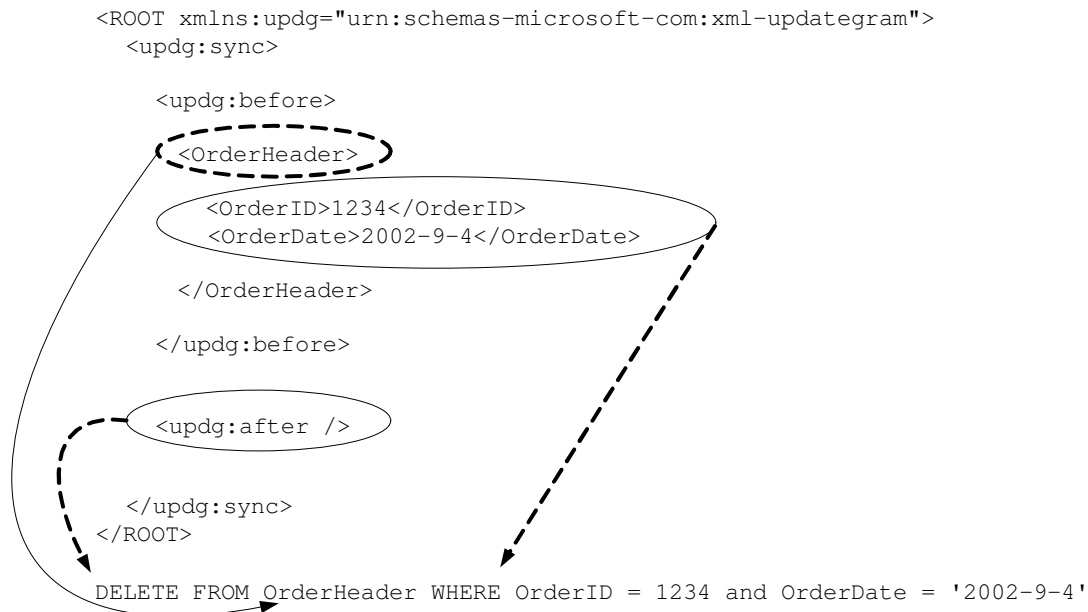 <ROOT xmlns:updg="urn:schemas-microsoft-com:xml-updategram">
<updg:sync>
<updg:before>
<OrderHeader>
<OrderID>1234</OrderID>
<OrderDate>2002-9-4</OrderDate>
</OrderHeader>
</updg:before>
<updg:after />
</updg:sync>
</ROOT>
DELETE FROM OrderHeader WHERE OrderID = 1234 and OrderDate = '2002-9-4'